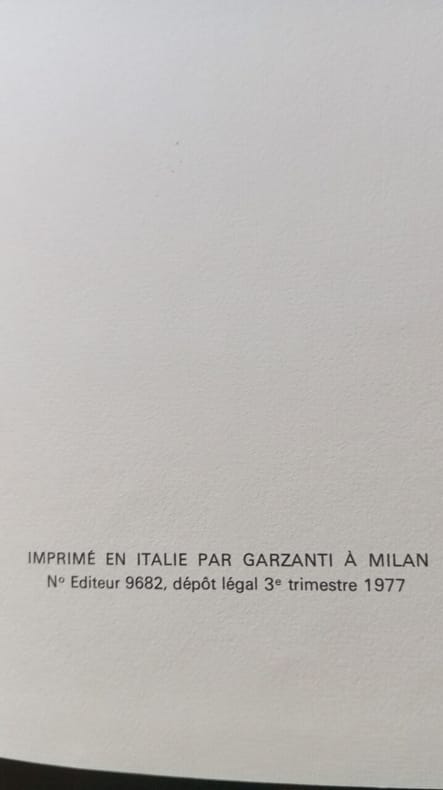 IMPRIMÉ EN ITALIE PAR GARZANTI À MILAN
Nº Editeur 9682, dépôt légal 3ᵉ trimestre 1977